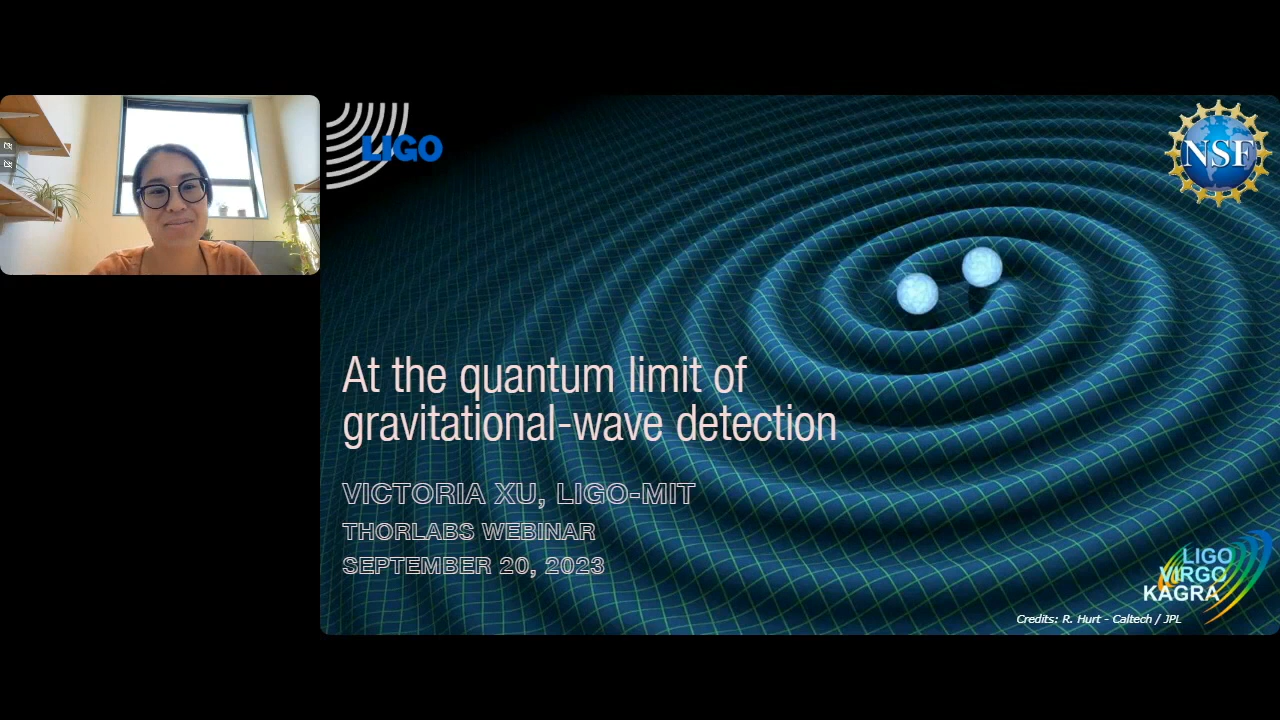 LIGO
NSF
At the quantum limit of
gravitational-wave detection
VICTORIA XU, LIGO-MIT
THORLABS WEBINAR
SEPTEMBER 20, 2023
LIGO
VIRGO
KAGRA
Credits: R. Hurt - Caltech / JPL